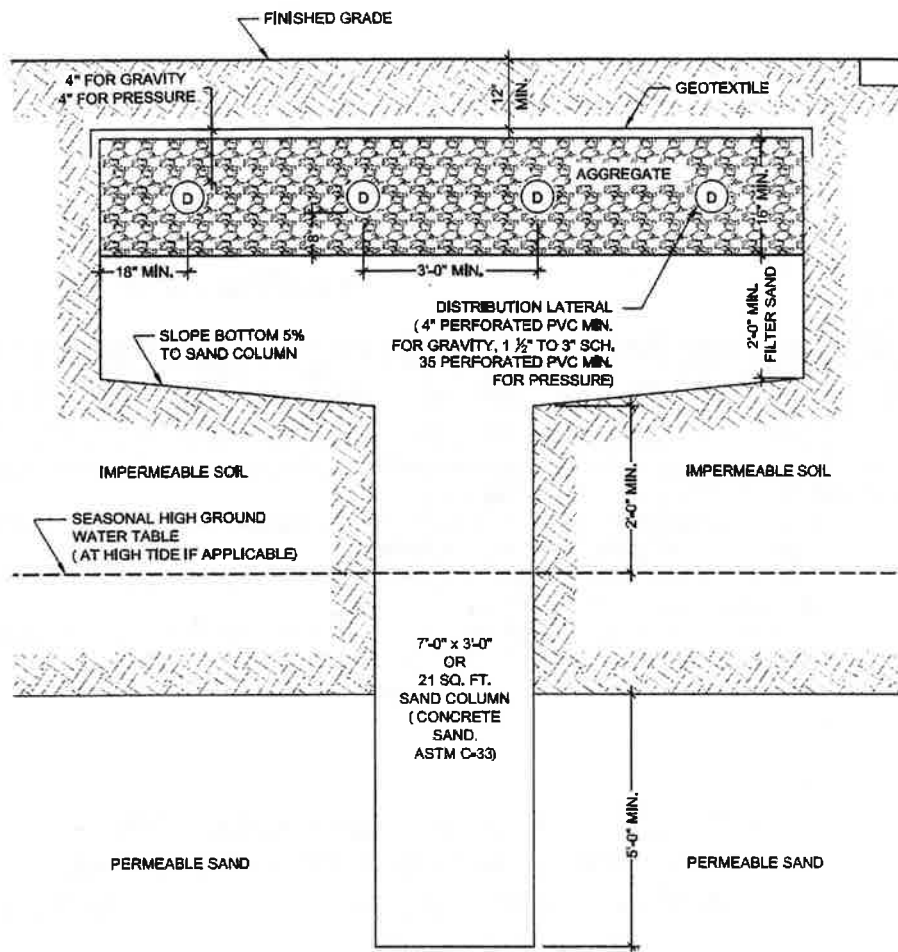 FINISHED GRADE
4" FOR GRAVITY
4" FOR PRESSURE
12"
MIN.
GEOTEXTILE
AGGREGATE
D
D
D
D
16" MIN.
8"
18" MIN.
3'-0" MIN.
DISTRIBUTION LATERAL
( 4" PERFORATED PVC MIN.
FOR GRAVITY, 1 ½" TO 3" SCH.
35 PERFORATED PVC MIN.
FOR PRESSURE)
2'-0" MIN.
FILTER SAND
SLOPE BOTTOM 5%
TO SAND COLUMN
IMPERMEABLE SOIL
IMPERMEABLE SOIL
2'-0" MIN.
SEASONAL HIGH GROUND
WATER TABLE
( AT HIGH TIDE IF APPLICABLE)
7'-0" x 3'-0"
OR
21 SQ. FT.
SAND COLUMN
( CONCRETE
SAND,
ASTM C-33)
5'-0" MIN.
PERMEABLE SAND
PERMEABLE SAND